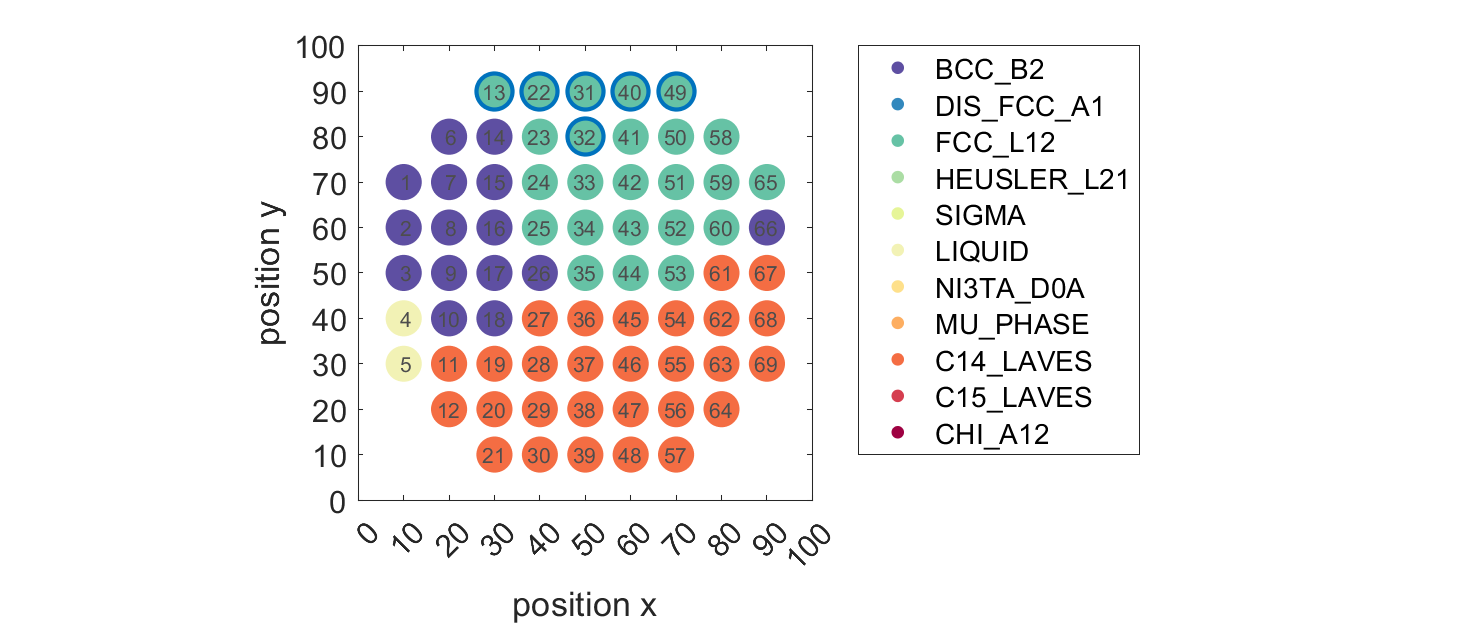 100
90
80
70
60
50
40
30
20
10
0
position y
13 22 31 40 49
6 14 23 32 41 50 58
1 7 15 24 33 42 51 59 65
2 8 16 25 34 43 52 60 66
3 9 17 26 35 44 53 61 67
4 10 18 27 36 45 54 62 68
5 11 19 28 37 46 55 63 69
12 20 29 38 47 56 64
21 30 39 48 57
0 10 20 30 40 50 60 70 80 90 100
position x
BCC_B2
DIS_FCC_A1
FCC_L12
HEUSLER_L21
SIGMA
LIQUID
NI3TA_D0A
MU_PHASE
C14_LAVES
C15_LAVES
CHI_A12